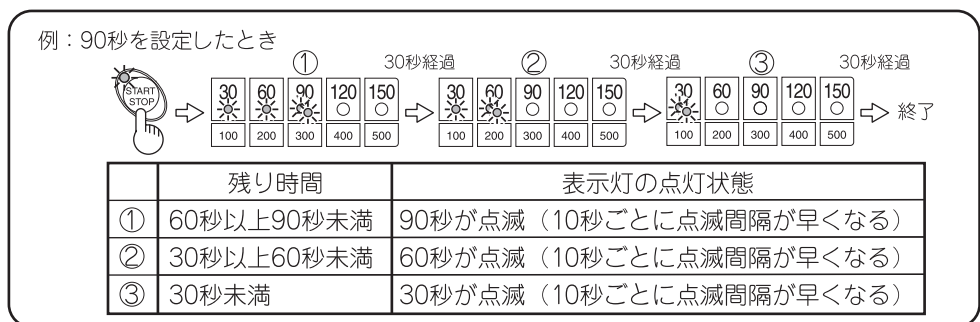 例：90秒を設定したとき
① 30秒経過 ② 30秒経過 ③ 30秒経過
START
STOP
30 60 90 120 150 30 60 90 120 150 30 60 90 120 150
終了
100 200 300 400 500 100 200 300 400 500 100 200 300 400 500
残り時間 表示灯の点灯状態
① 60秒以上90秒未満 90秒が点滅（10秒ごとに点滅間隔が早くなる）
② 30秒以上60秒未満 60秒が点滅（10秒ごとに点滅間隔が早くなる）
③ 30秒未満 30秒が点滅（10秒ごとに点滅間隔が早くなる）